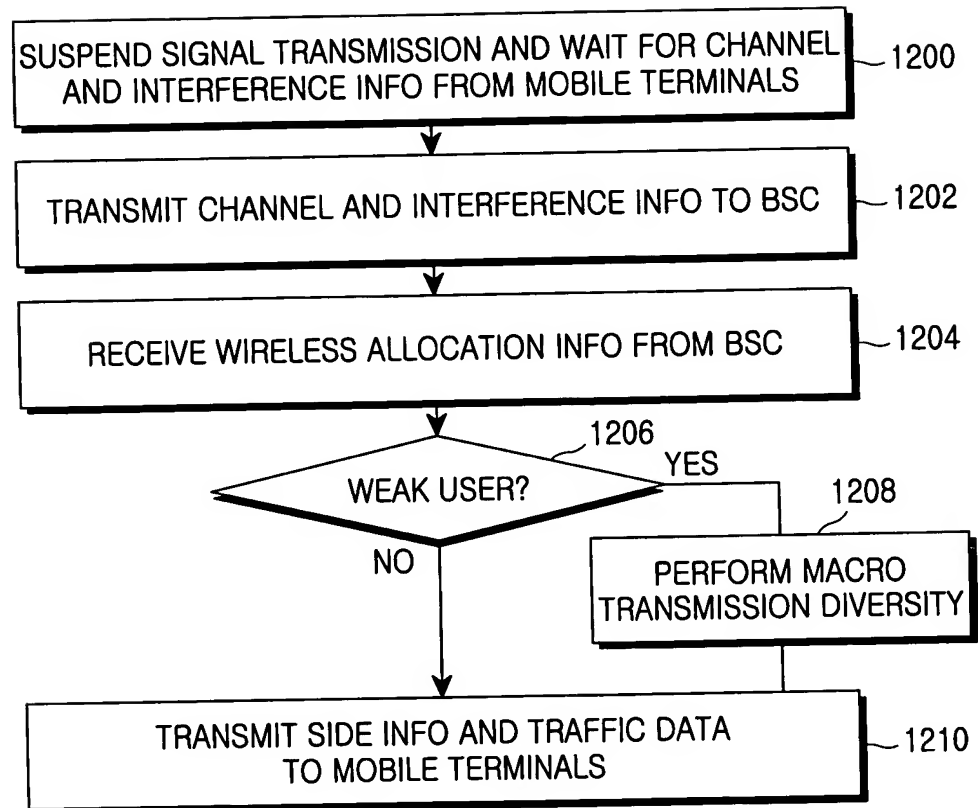 SUSPEND SIGNAL TRANSMISSION AND WAIT FOR CHANNEL
AND INTERFERENCE INFO FROM MOBILE TERMINALS
1200
TRANSMIT CHANNEL AND INTERFERENCE INFO TO BSC
1202
RECEIVE WIRELESS ALLOCATION INFO FROM BSC
1204
1206
WEAK USER?
YES
NO
1208
PERFORM MACRO
TRANSMISSION DIVERSITY
TRANSMIT SIDE INFO AND TRAFFIC DATA
TO MOBILE TERMINALS
1210